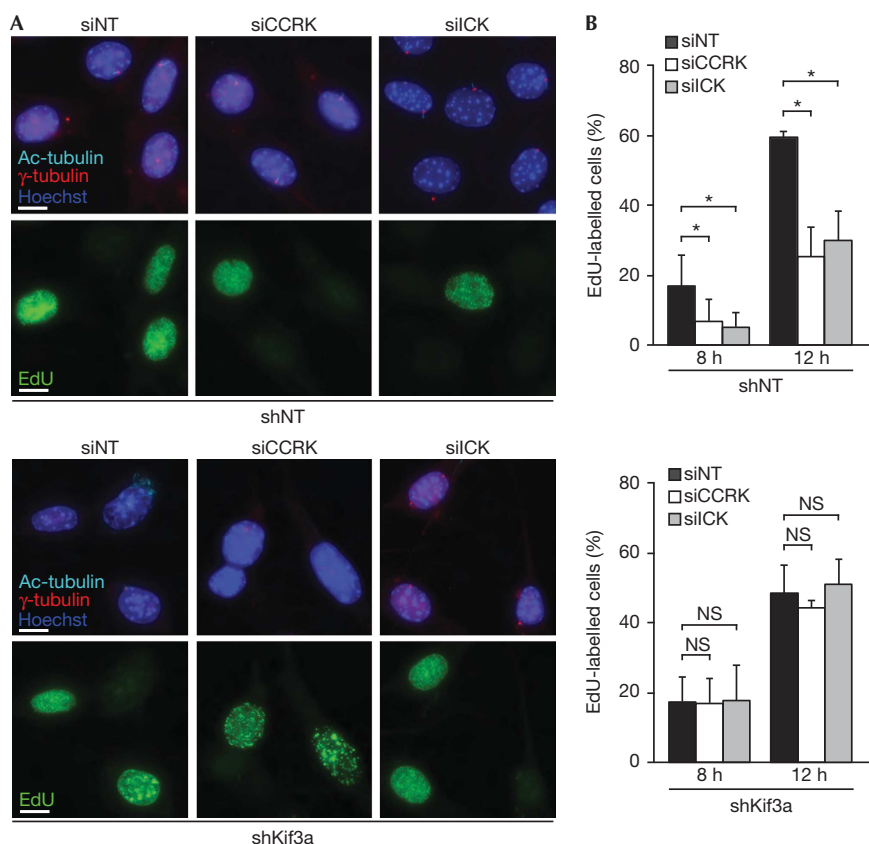 A
siNT siCCRK siICK
Ac-tubulin
γ-tubulin
Hoechst
EdU
shNT
siNT siCCRK siICK
Ac-tubulin
γ-tubulin
Hoechst
EdU
shKif3a
B
siNT
siCCRK
siICK
80
60
40
20
0
EdU-labelled cells (%)
*
*
*
*
8 h 12 h
shNT
siNT
siCCRK
siICK
80
60
40
20
0
EdU-labelled cells (%)
NS
NS
NS
NS
8 h 12 h
shKif3a